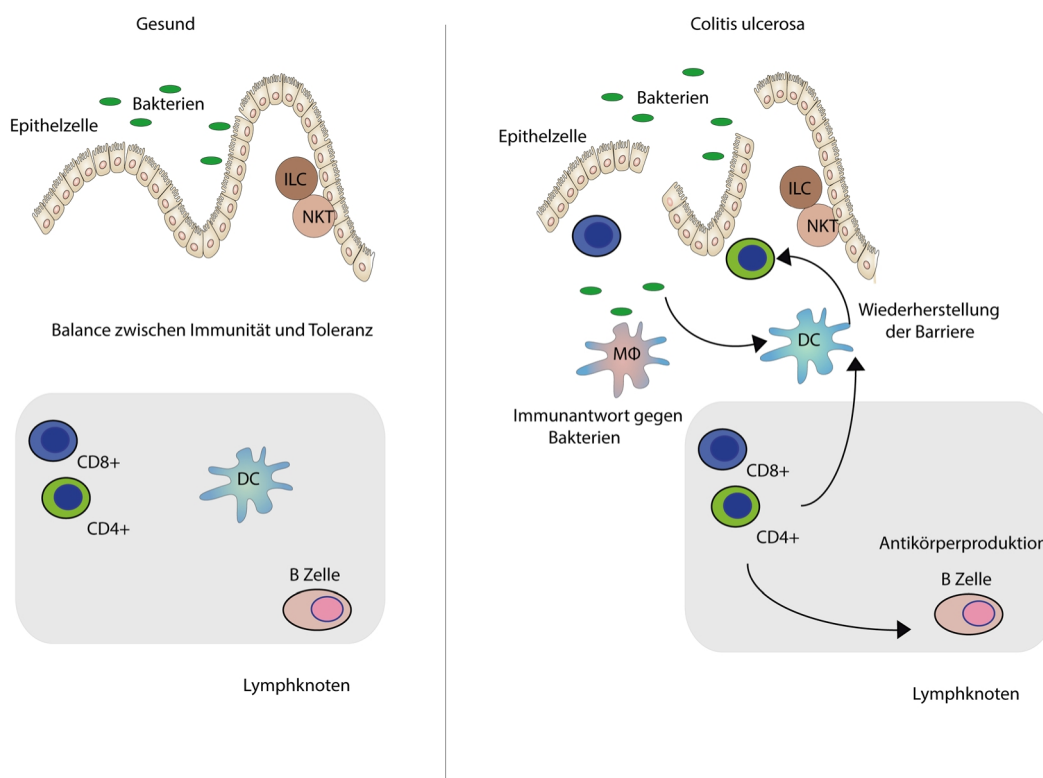 Gesund
Bakterien
Epithelzelle
ILC
NKT
Balance zwischen Immunität und Toleranz
CD8+
CD4+
DC
B Zelle
Lymphknoten
Colitis ulcerosa
Bakterien
Epithelzelle
ILC
NKT
Wiederherstellung
der Barriere
DC
MΦ
Immunantwort gegen
Bakterien
CD8+
CD4+
Antikörperproduktion
B Zelle
Lymphknoten